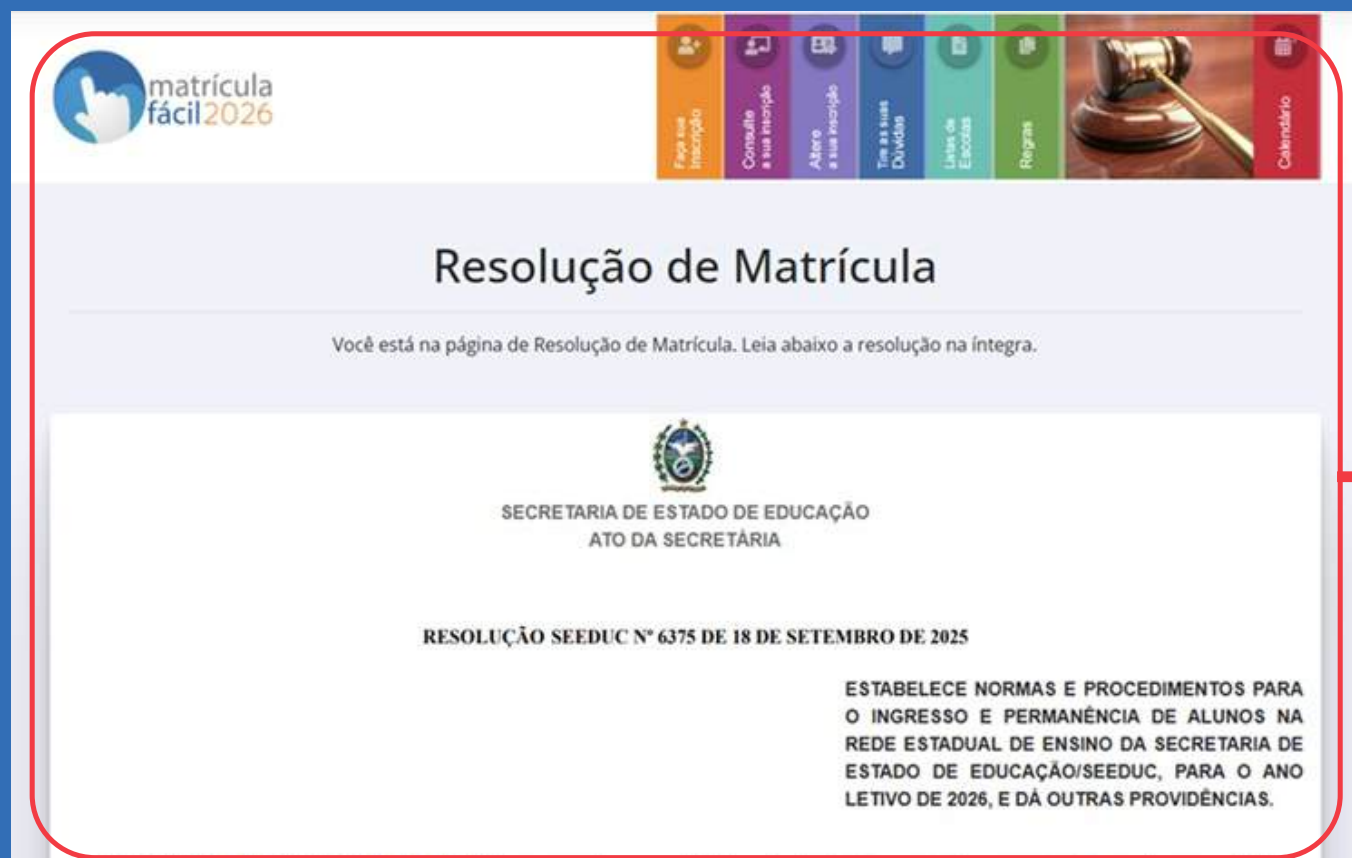 matrícula
fácil2026
Faça sua
Inscrição
Consulte
a sua inscrição
Altere
a sua inscrição
Tire as suas
Dúvidas
Listas de
Escolas
Regras
Calendário
Resolução de Matrícula
Você está na página de Resolução de Matrícula. Leia abaixo a resolução na íntegra.
SECRETARIA DE ESTADO DE EDUCAÇÃO
ATO DA SECRETÁRIA
RESOLUÇÃO SEEDUC Nº 6375 DE 18 DE SETEMBRO DE 2025
ESTABELECE NORMAS E PROCEDIMENTOS PARA
O INGRESSO E PERMANÊNCIA DE ALUNOS NA
REDE ESTADUAL DE ENSINO DA SECRETARIA DE
ESTADO DE EDUCAÇÃO/SEEDUC, PARA O ANO
LETIVO DE 2026, E DÁ OUTRAS PROVIDÊNCIAS.